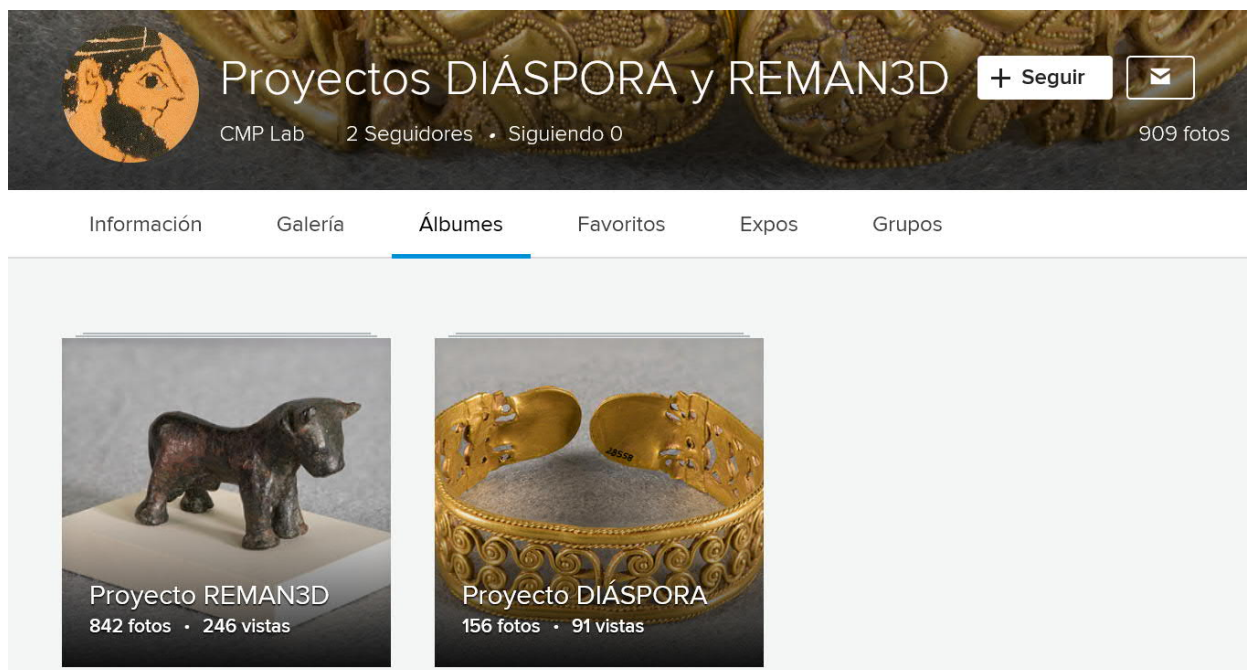 Proyectos DIÁSPORA y REMAN3D
+ Seguir
CMP Lab 2 Seguidores • Siguiendo 0
909 fotos
Información Galería Álbumes Favoritos Expos Grupos
28558
Proyecto REMAN3D
842 fotos • 246 vistas
Proyecto DIÁSPORA
156 fotos • 91 vistas